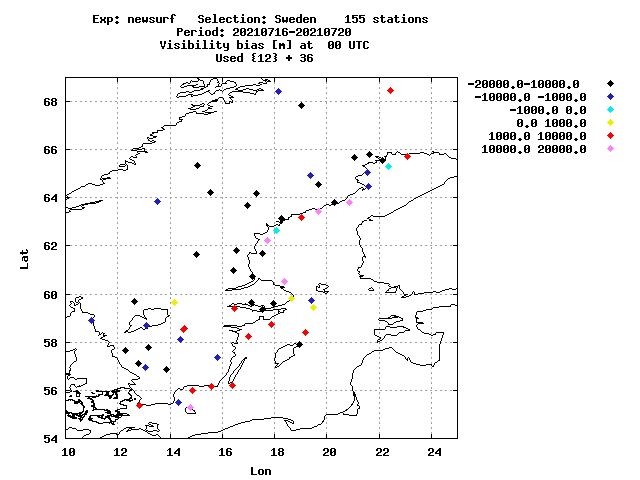 Exp: newsurf   Selection: Sweden    155 stations
Period: 20210716-20210720
Visibility bias [m] at  00 UTC
Used {12} + 36
-20000.0-10000.0
-10000.0 -1000.0
-1000.0 0.0
0.0 1000.0
1000.0 10000.0
10000.0 20000.0
68
66
64
62
60
58
56
54
Lat
10 12 14 16 18 20 22 24
Lon